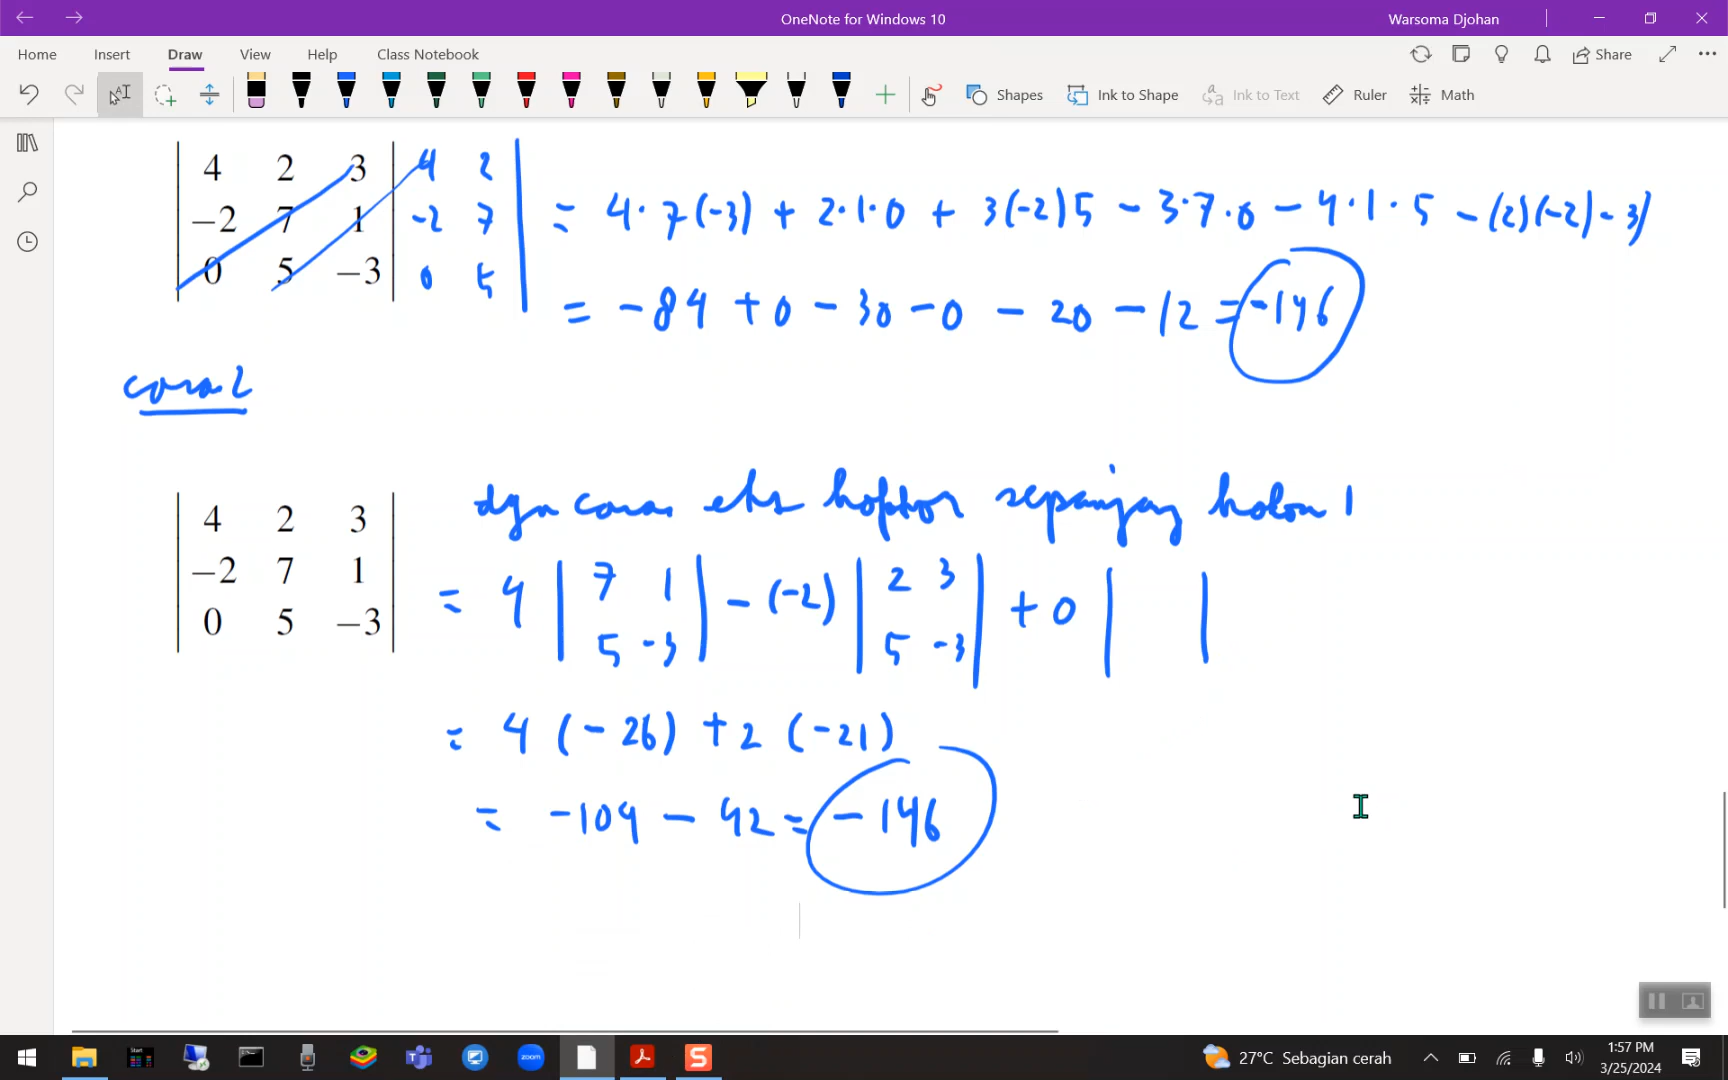 OneNote for Windows 10
Warsoma Djohan
Home Insert Draw View Help Class Notebook
Share
Shapes Ink to Shape Ink to Text Ruler Math
4 2 3 4 2
-2 7 1 -2 7
0 5 -3 0 5
= 4·7(-3) + 2·1·0 + 3(-2)5 - 3·7·0 - 4·1·5 - (2)(-2)-3)
= -84 + 0 - 30 - 0 - 20 - 12 = -146
cara 2
4 2 3
-2 7 1
0 5 -3
dgn cara eks koffor sepanjang kolom 1
= 4 | 7 1 | - (-2) | 2 3 | + 0 | |
5 -3 5 -3
= 4 (-26) + 2 (-21)
= -104 - 42 = -146
Start
zoom
27°C Sebagian cerah
1:57 PM
3/25/2024